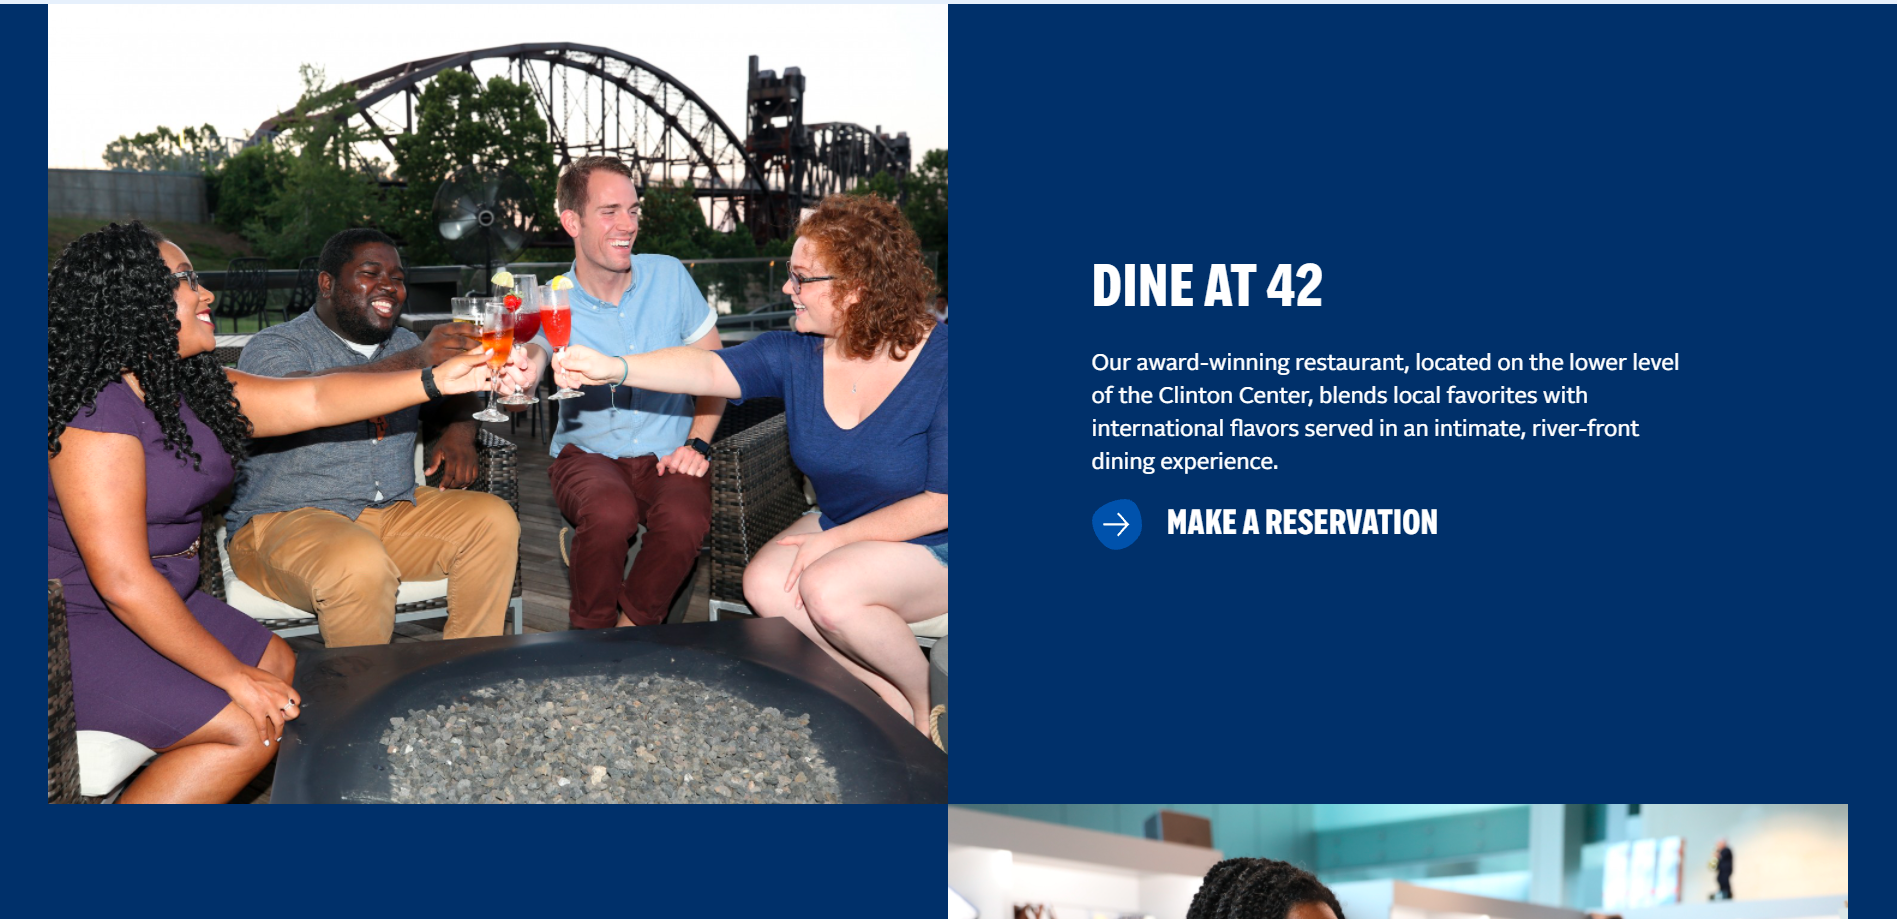 DINE AT 42
Our award-winning restaurant, located on the lower level
of the Clinton Center, blends local favorites with
international flavors served in an intimate, river-front
dining experience.
MAKE A RESERVATION